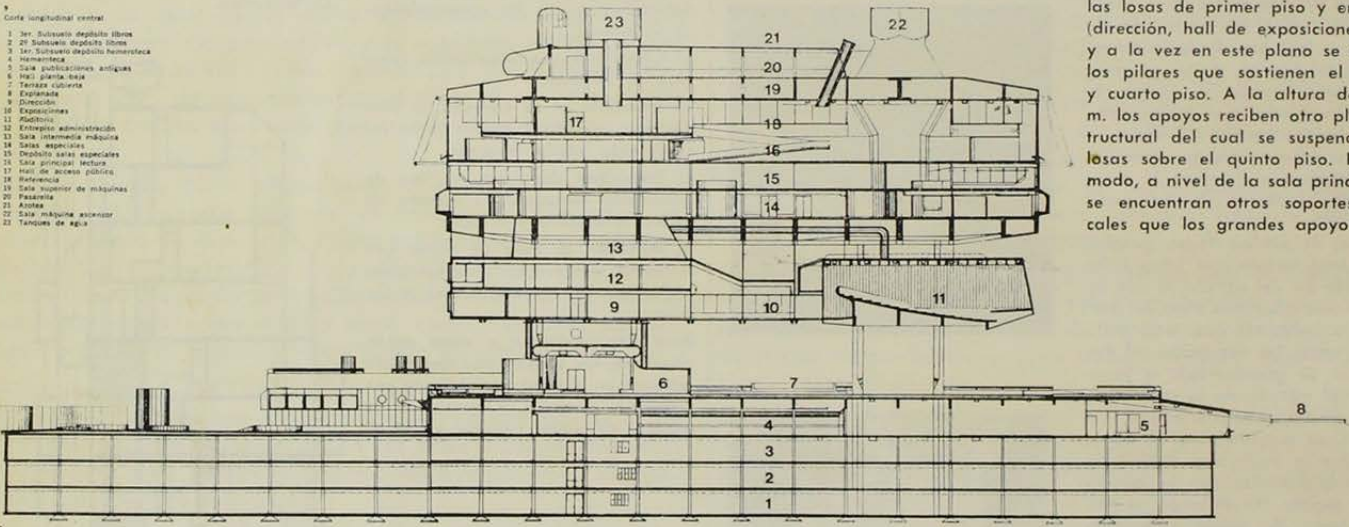 9
Corte longitudinal central
1 3er. Subsuelo depósito libros
2 2º Subsuelo depósito libros
3 1er. Subsuelo depósito hemeroteca
4 Hemeroteca
5 Sala publicaciones antiguas
6 Hall planta baja
7 Terraza cubierta
8 Explanada
9 Dirección
10 Exposiciones
11 Auditorio
12 Entrepiso administración
13 Sala intermedia máquina
14 Salas especiales
15 Depósito salas especiales
16 Sala principal lectura
17 Hall de acceso público
18 Referencia
19 Sala superior de máquinas
20 Pasarella
21 Azotea
22 Sala máquina ascensor
23 Tanques de agua
23
22
21
20
19
17
18
16
15
14
13
12
11
9
10
6
7
8
4
5
3
2
1
las losas de primer piso y en
(dirección, hall de exposicione
y a la vez en este plano se
los pilares que sostienen el
y cuarto piso. A la altura de
m. los apoyos reciben otro pl
tructural del cual se suspend
losas sobre el quinto piso.
modo, a nivel de la sala princ
se encuentran otros soportes
cales que los grandes apoyo